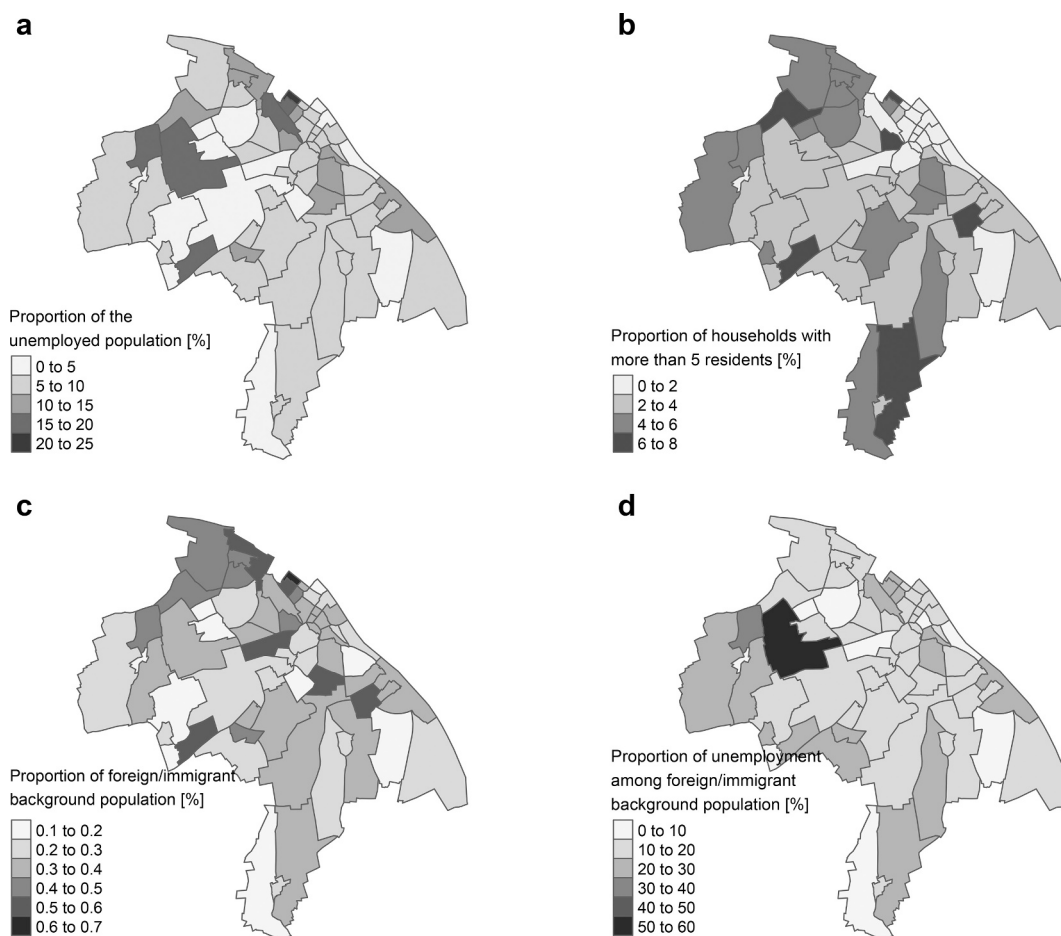 a
Proportion of the
unemployed population [%]
0 to 5
5 to 10
10 to 15
15 to 20
20 to 25
b
Proportion of households with
more than 5 residents [%]
0 to 2
2 to 4
4 to 6
6 to 8
c
Proportion of foreign/immigrant
background population [%]
0.1 to 0.2
0.2 to 0.3
0.3 to 0.4
0.4 to 0.5
0.5 to 0.6
0.6 to 0.7
d
Proportion of unemployment
among foreign/immigrant
background population [%]
0 to 10
10 to 20
20 to 30
30 to 40
40 to 50
50 to 60